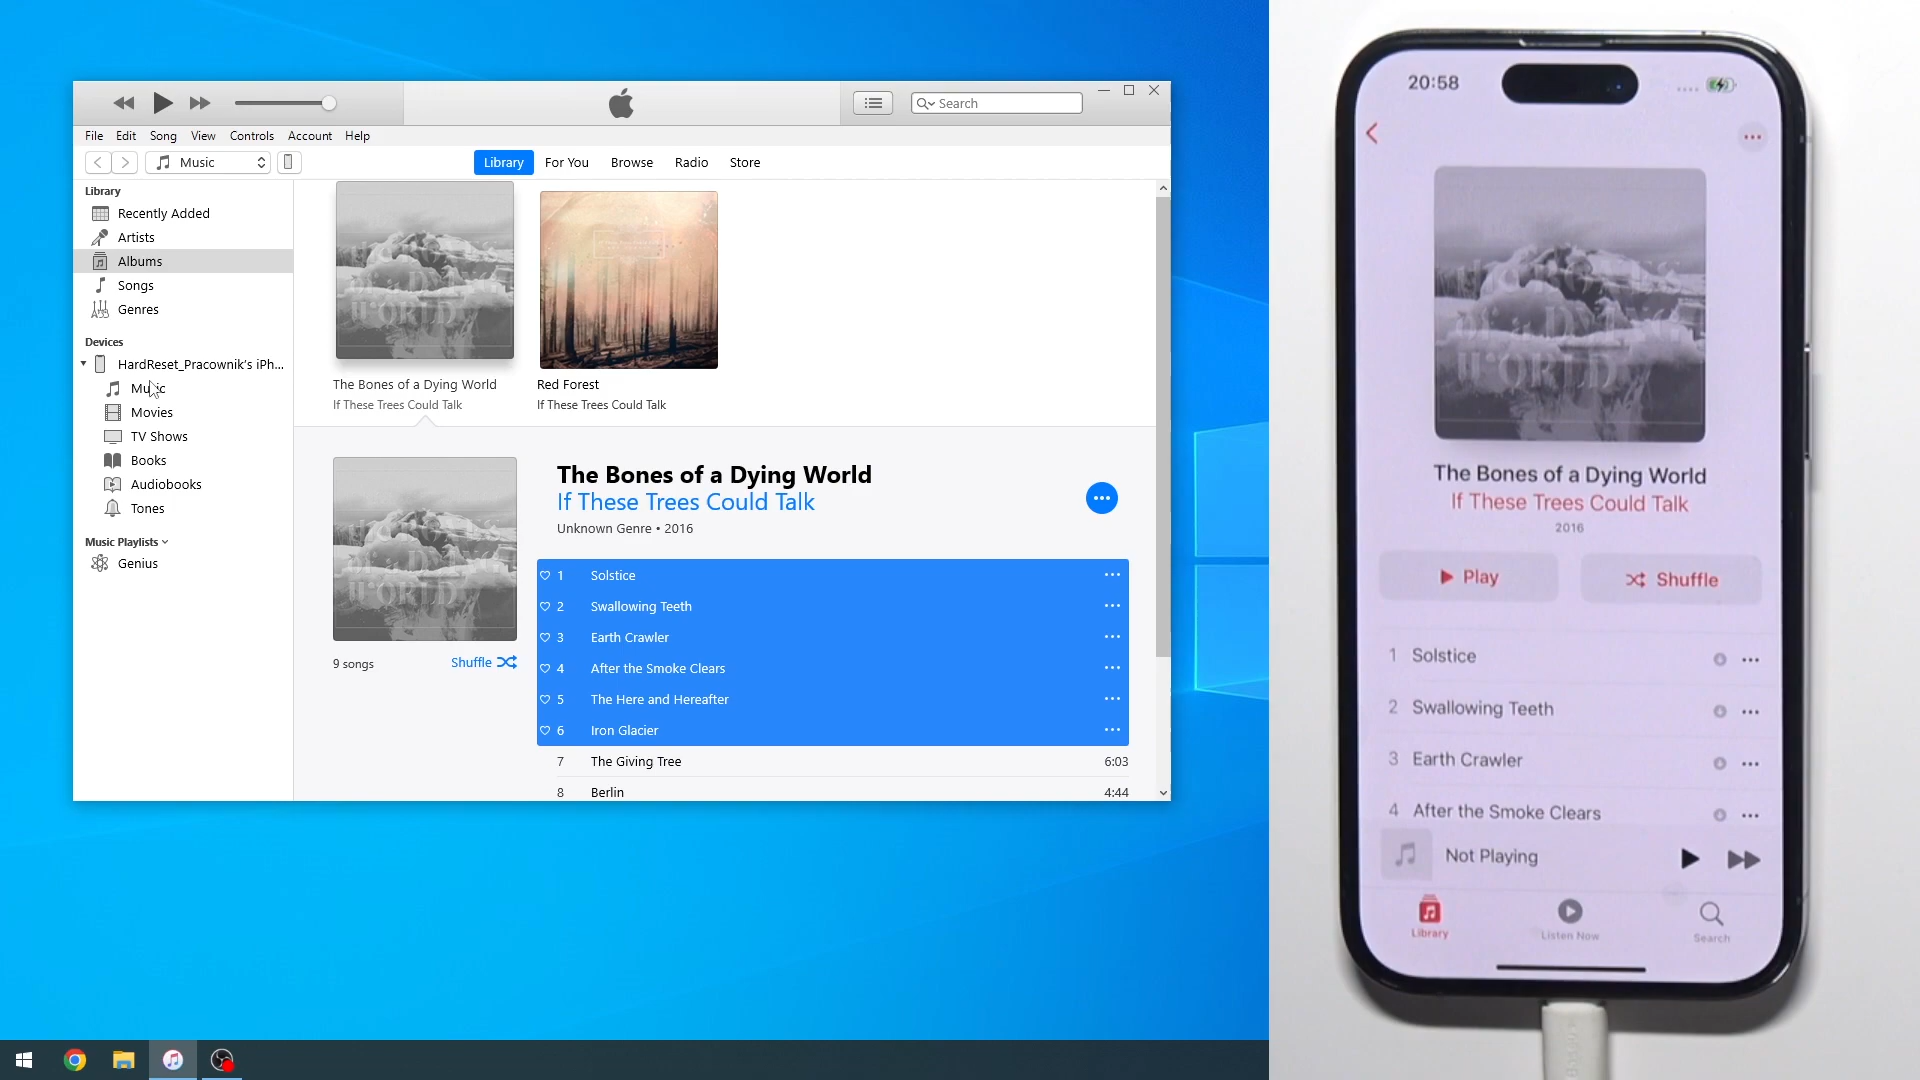 Search
File Edit Song View Controls Account Help
Music
Library For You Browse Radio Store
Library
Recently Added
Artists
Albums
Songs
Genres
Devices
HardReset_Pracownik's iPh...
Music
Movies
TV Shows
Books
Audiobooks
Tones
Music Playlists
Genius
WORLD
The Bones of a Dying World
If These Trees Could Talk
Red Forest
If These Trees Could Talk
WORLD
9 songs
Shuffle
The Bones of a Dying World
If These Trees Could Talk
Unknown Genre • 2016
1 Solstice
2 Swallowing Teeth
3 Earth Crawler
4 After the Smoke Clears
5 The Here and Hereafter
6 Iron Glacier
7 The Giving Tree 6:03
8 Berlin 4:44
20:58
WORLD
The Bones of a Dying World
If These Trees Could Talk
2016
Play
Shuffle
1 Solstice
2 Swallowing Teeth
3 Earth Crawler
4 After the Smoke Clears
Not Playing
Library
Listen Now
Search